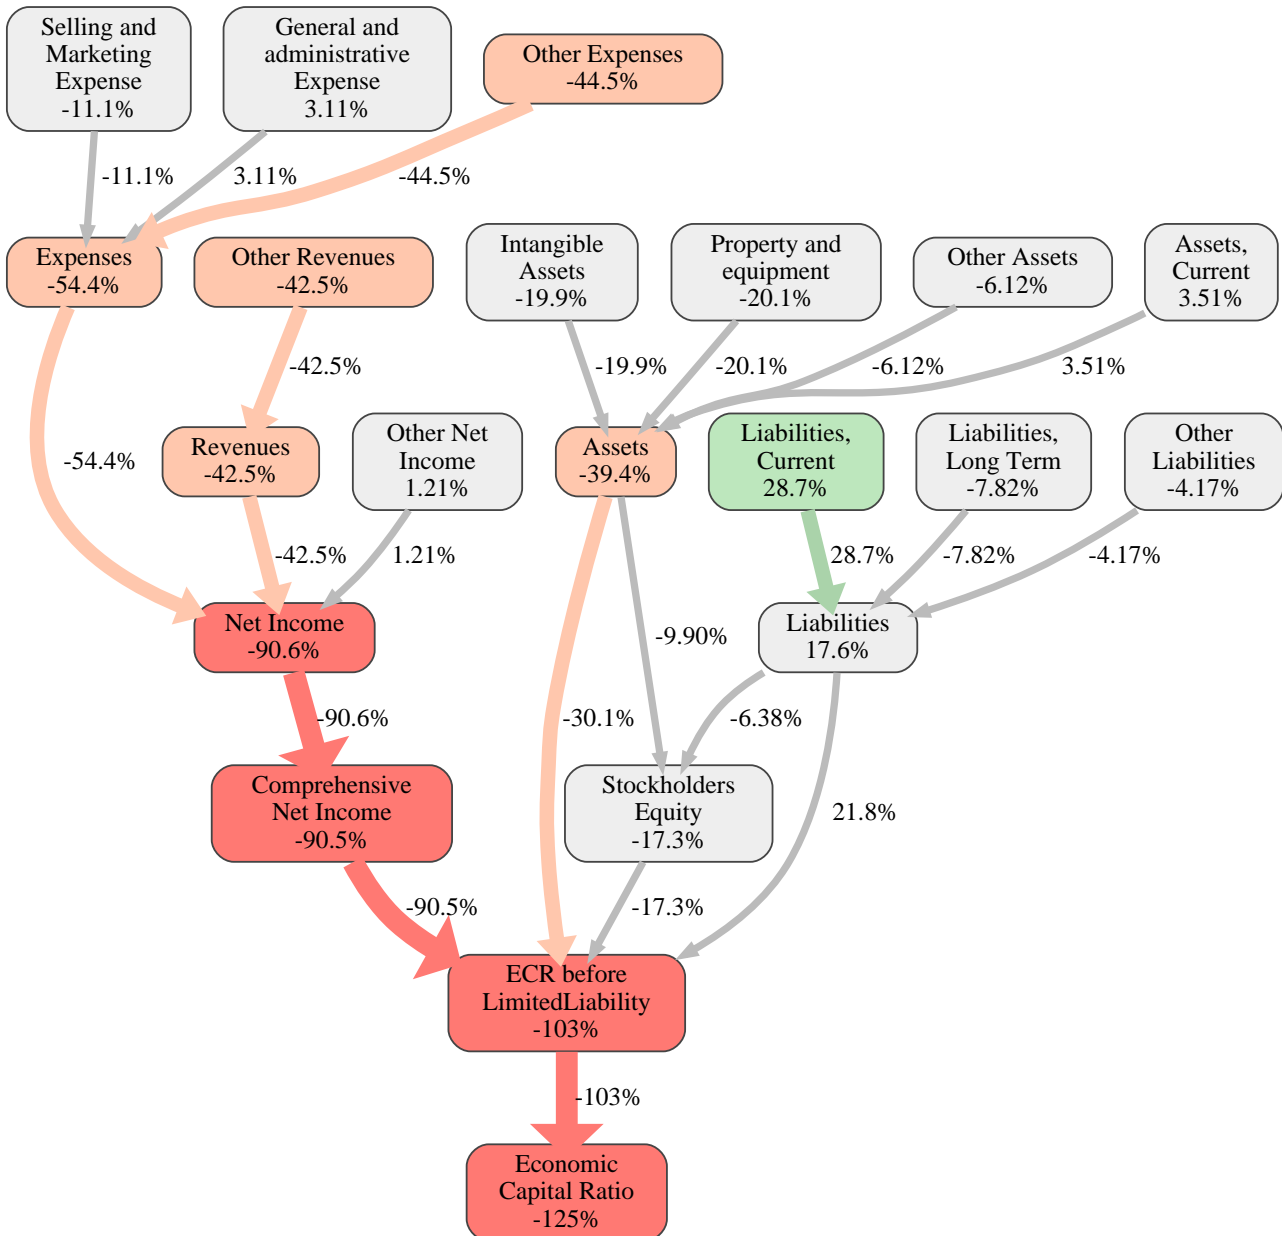 Selling and
Marketing
Expense
-11.1%
General and
administrative
Expense
3.11%
Other Expenses
-44.5%
-11.1%
3.11%
-44.5%
Expenses
-54.4%
Other Revenues
-42.5%
Intangible
Assets
-19.9%
Property and
equipment
-20.1%
Other Assets
-6.12%
Assets,
Current
3.51%
-42.5%
-19.9%
-20.1%
-6.12%
3.51%
-54.4%
Revenues
-42.5%
Other Net
Income
1.21%
Assets
-39.4%
Liabilities,
Current
28.7%
Liabilities,
Long Term
-7.82%
Other
Liabilities
-4.17%
-42.5%
1.21%
28.7%
-7.82%
-4.17%
Net Income
-90.6%
-9.90%
Liabilities
17.6%
-90.6%
-30.1%
-6.38%
Comprehensive
Net Income
-90.5%
Stockholders
Equity
-17.3%
21.8%
-90.5%
-17.3%
ECR before
LimitedLiability
-103%
-103%
Economic
Capital Ratio
-125%